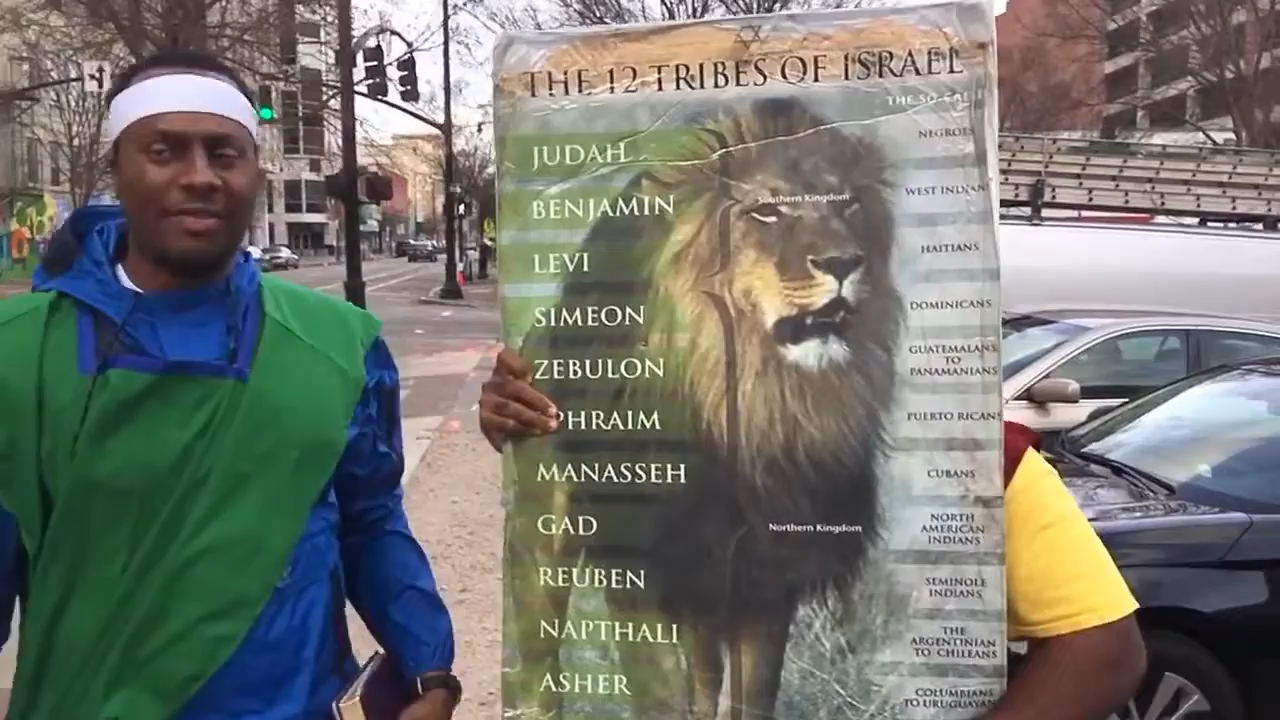 THE 12 TRIBES OF ISRAEL
THE SO-CAL
JUDAH
NEGROES
BENJAMIN
Southern Kingdom
WEST INDIAN
LEVI
HAITIANS
SIMEON
DOMINICANS
ZEBULON
GUATEMALANS
TO
PANAMANIANS
PHRAIM
PUERTO RICANS
MANASSEH
CUBANS
GAD
Northern Kingdom
NORTH
AMERICAN
INDIANS
REUBEN
SEMINOLE
INDIANS
NAPTHALI
THE
ARGENTINIAN
TO CHILEANS
ASHER
COLUMBIANS
TO URUGUAYAN